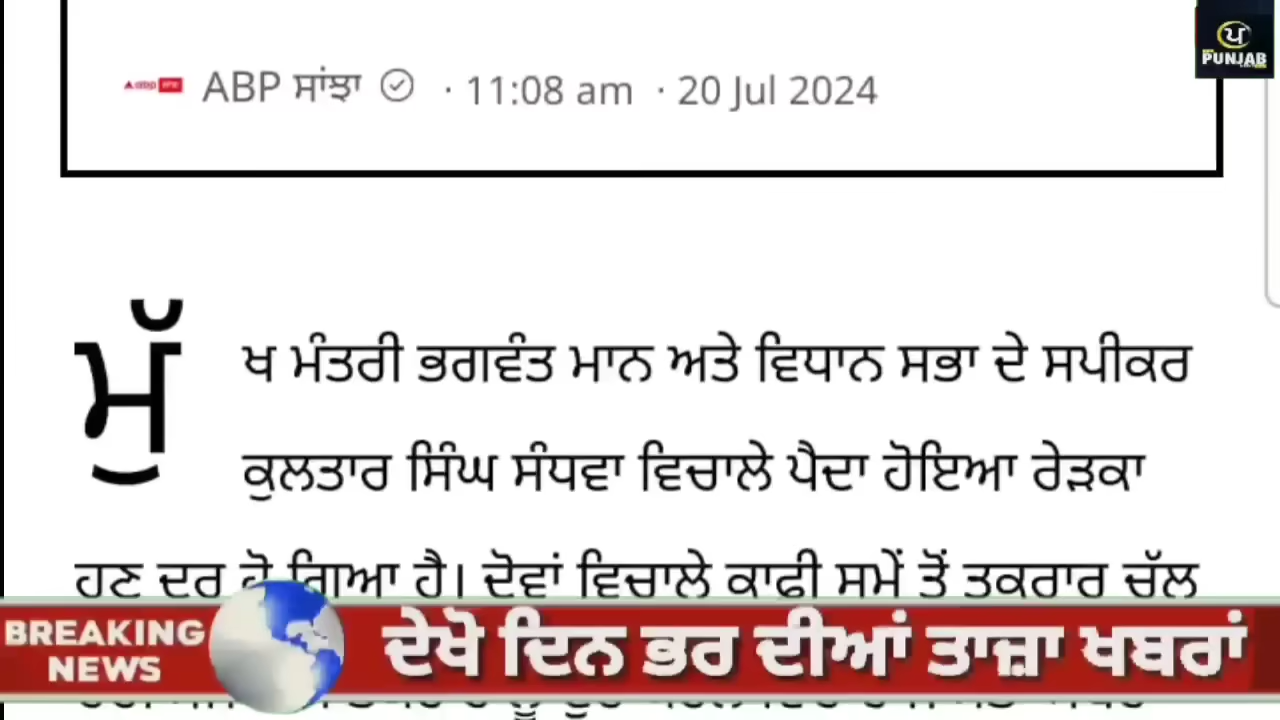 ABP ਸਾਂਝਾ · 11:08 am · 20 Jul 2024
PUNJAB
ਮੁੱਖ ਮੰਤਰੀ ਭਗਵੰਤ ਮਾਨ ਅਤੇ ਵਿਧਾਨ ਸਭਾ ਦੇ ਸਪੀਕਰ
ਕੁਲਤਾਰ ਸਿੰਘ ਸੰਧਵਾ ਵਿਚਾਲੇ ਪੈਦਾ ਹੋਇਆ ਰੇੜਕਾ
ਹੁਣ ਦੂਰ ਹੋ ਗਿਆ ਹੈ। ਦੋਵਾਂ ਵਿਚਾਲੇ ਕਾਫੀ ਸਮੇਂ ਤੋਂ ਤਕਰਾਰ ਚੱਲ
BREAKING
NEWS
ਦੇਖੋ ਦਿਨ ਭਰ ਦੀਆਂ ਤਾਜ਼ਾ ਖਬਰਾਂ